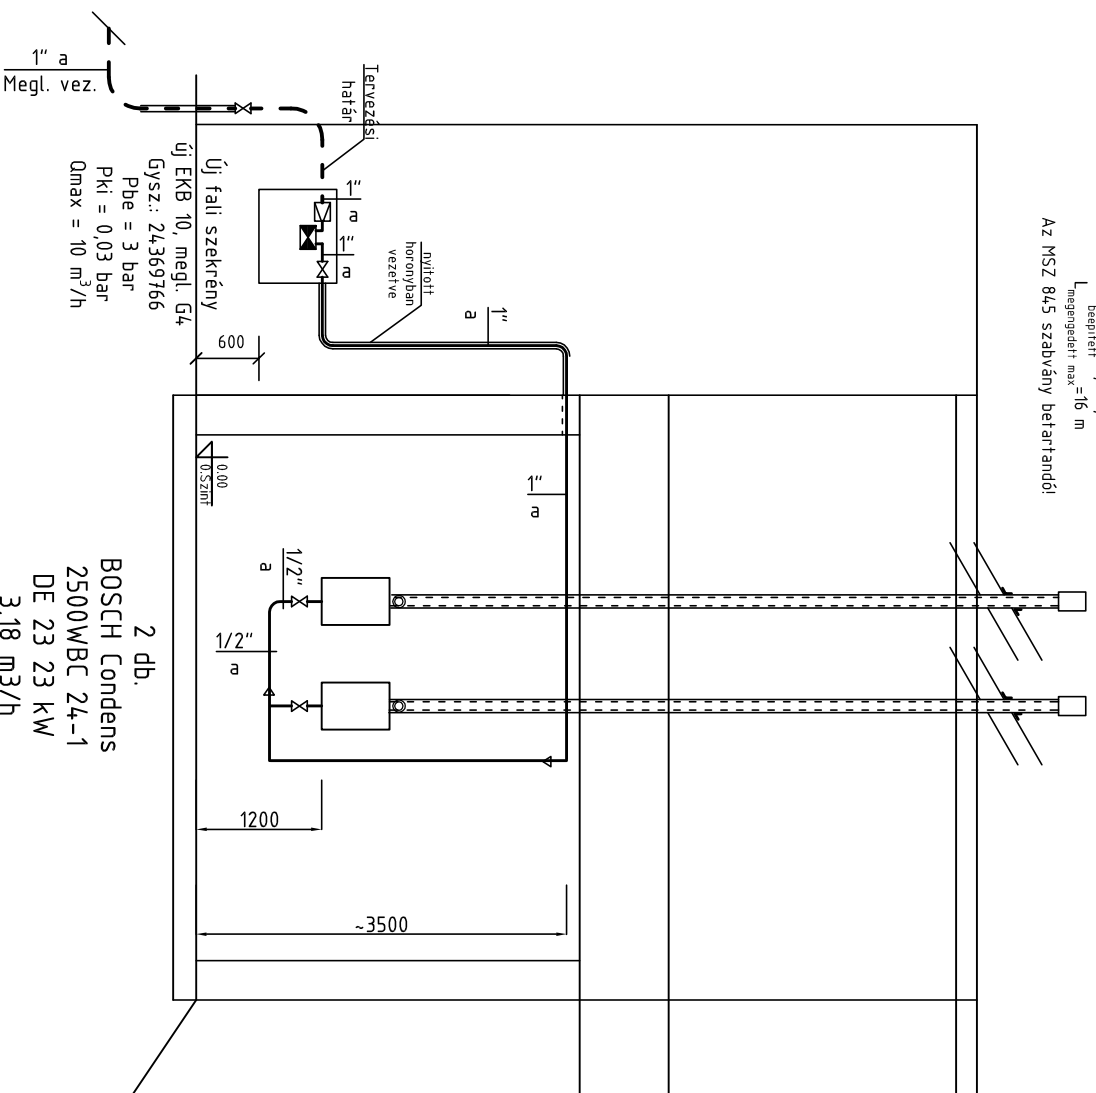 1" a
Megl. vez.
Tervezési
határ
Új fali szekrény
új EKB 10, megl. G4
Gysz.: 24369766
Pbe = 3 bar
Pki = 0,03 bar
Qmax = 10 m³/h
1"
a
1"
a
nyitott
horonyban
vezetve
1"
a
600
beépített
Lmegengedett max=16 m
Az MSZ 845 szabvány betartandó!
0.00
0.Szint
1"
a
1/2"
a
1/2"
a
1200
~3500
2 db.
BOSCH Condens
2500WBC 24-1
DE 23 23 kW
3,18 m3/h